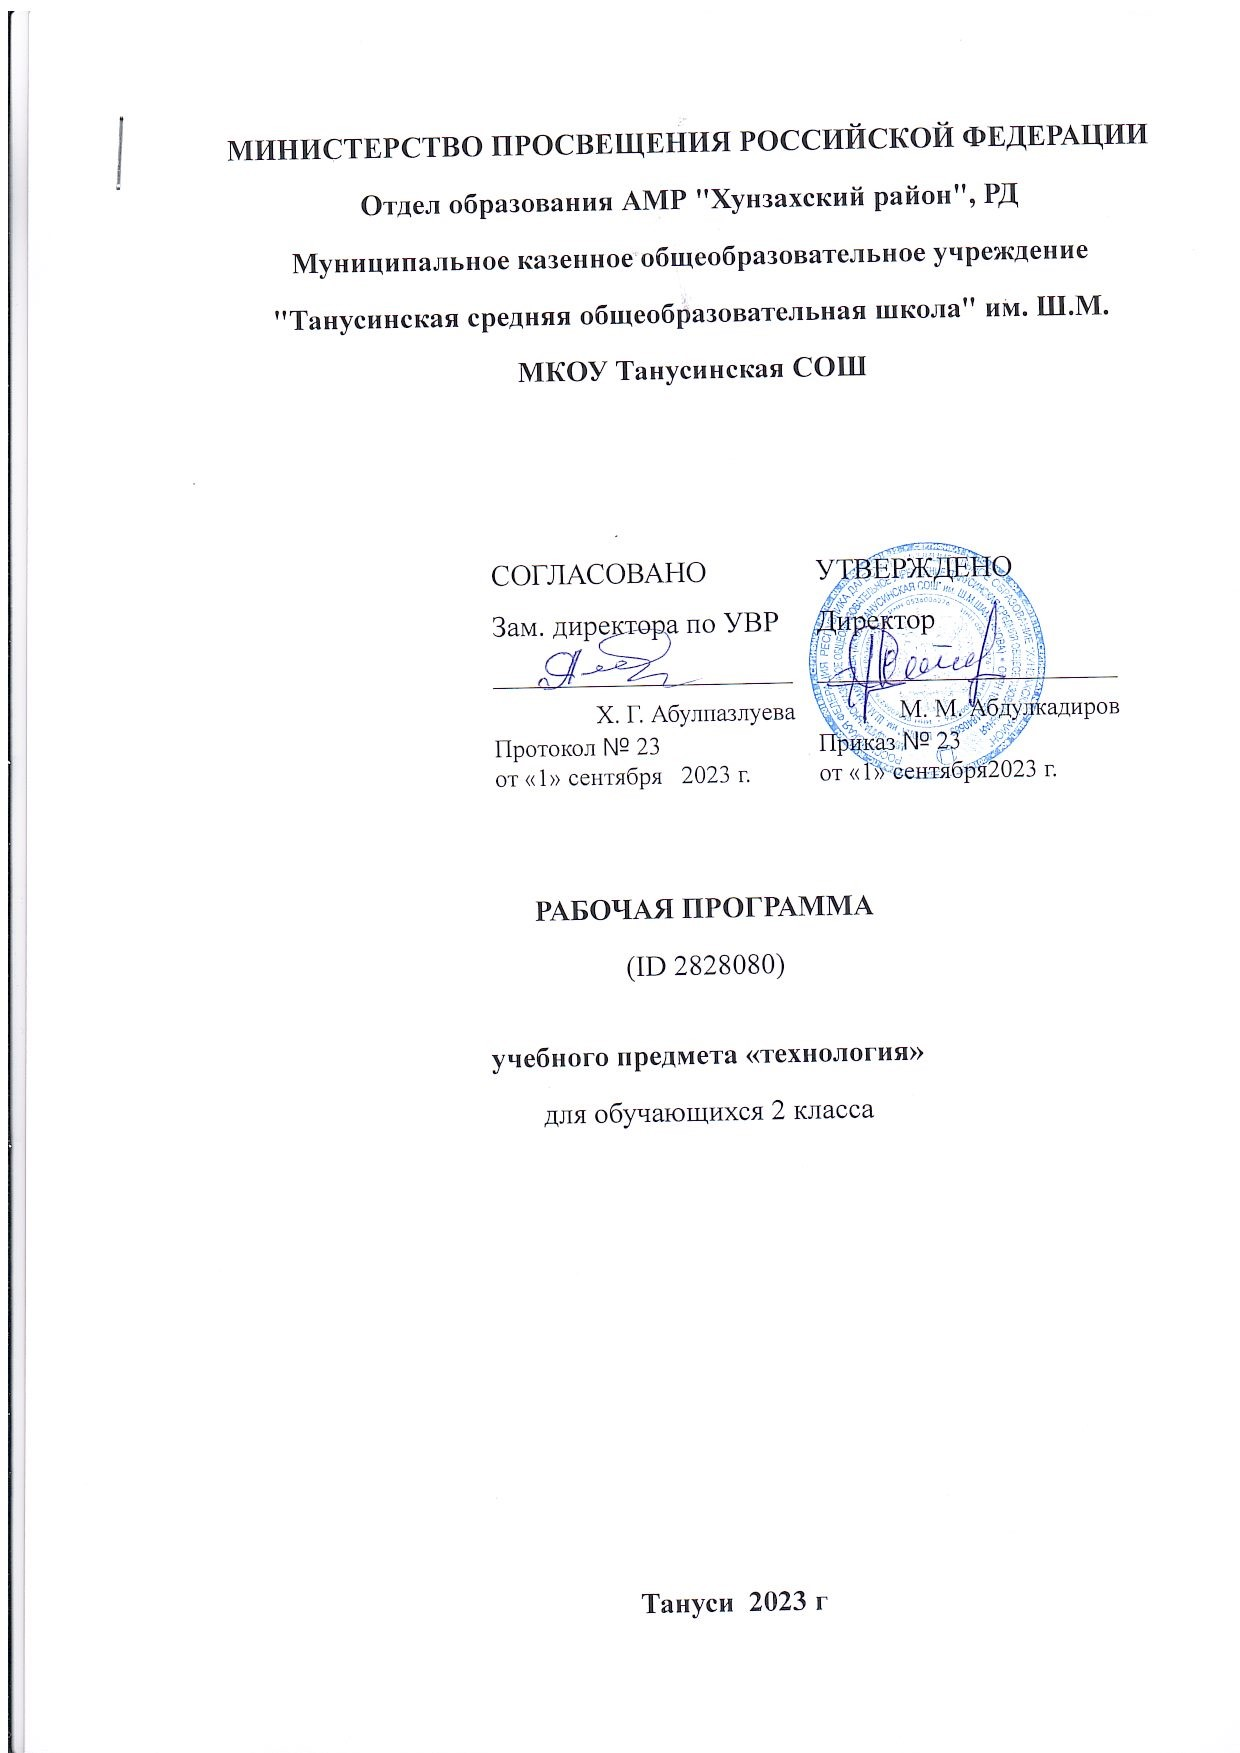 МИНИСТЕРСТВО ПРОСВЕЩЕНИЯ РОССИЙСКОЙ ФЕДЕРАЦИИ
Отдел образования АМР "Хунзахский район", РД
Муниципальное казенное общеобразовательное учреждение
"Танусинская средняя общеобразовательная школа" им. Ш.М.
МКОУ Танусинская СОШ
СОГЛАСОВАНО
Зам. директора по УВР
Х. Г. Абулпазлуева
Протокол № 23
от «1» сентября 2023 г.
УТВЕРЖДЕНО
Директор
М. М. Абдулкадиров
Приказ № 23
от «1» сентября2023 г.
РАБОЧАЯ ПРОГРАММА
(ID 2828080)
учебного предмета «технология»
для обучающихся 2 класса
Тануси 2023 г